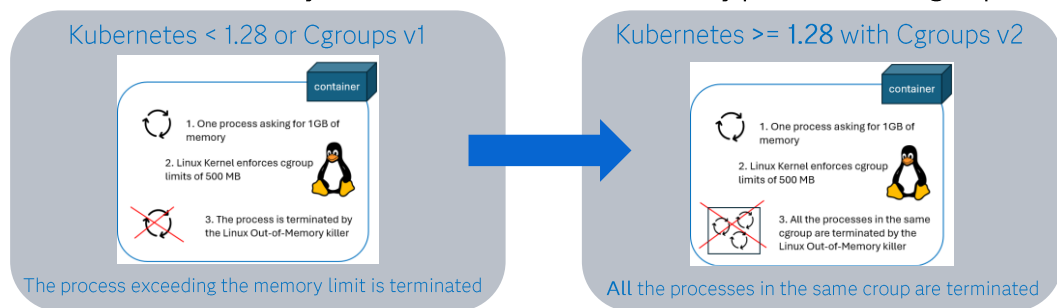 Kubernetes < 1.28 or Cgroups v1
container
1. One process asking for 1GB of
memory
2. Linux Kernel enforces cgroup
limits of 500 MB
3. The process is terminated by
the Linux Out-of-Memory killer
The process exceeding the memory limit is terminated
Kubernetes >= 1.28 with Cgroups v2
container
1. One process asking for 1GB of
memory
2. Linux Kernel enforces cgroup
limits of 500 MB
3. All the processes in the same
cgroup are terminated by the
Linux Out-of-Memory killer
All the processes in the same croup are terminated